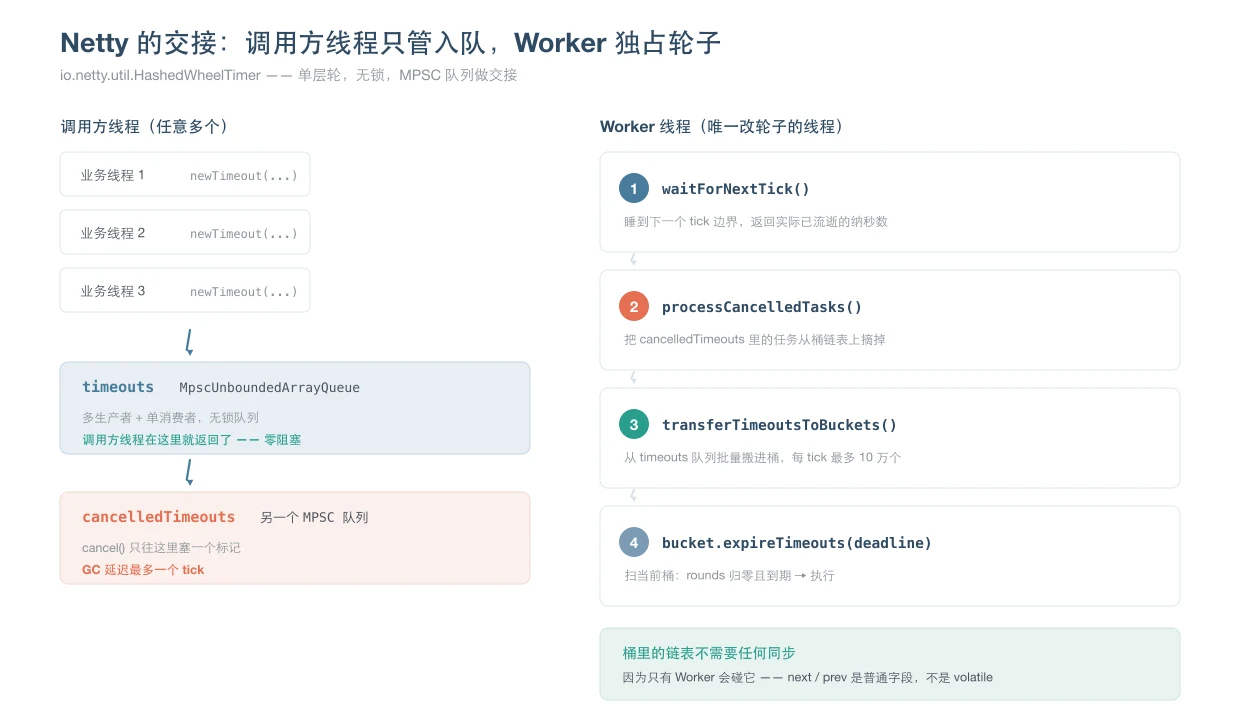 Netty 的交接：调用方线程只管入队，Worker 独占轮子
io.netty.util.HashedWheelTimer —— 单层轮，无锁，MPSC 队列做交接
调用方线程（任意多个）
业务线程 1 newTimeout(...)
业务线程 2 newTimeout(...)
业务线程 3 newTimeout(...)
timeouts MpscUnboundedArrayQueue
多生产者 + 单消费者，无锁队列
调用方线程在这里就返回了 —— 零阻塞
cancelledTimeouts 另一个 MPSC 队列
cancel() 只往这里塞一个标记
GC 延迟最多一个 tick
Worker 线程（唯一改轮子的线程）
1 waitForNextTick()
睡到下一个 tick 边界，返回实际已流逝的纳秒数
2 processCancelledTasks()
把 cancelledTimeouts 里的任务从桶链表上摘掉
3 transferTimeoutsToBuckets()
从 timeouts 队列批量搬进桶，每 tick 最多 10 万个
4 bucket.expireTimeouts(deadline)
扫当前桶：rounds 归零且到期 → 执行
桶里的链表不需要任何同步
因为只有 Worker 会碰它 —— next / prev 是普通字段，不是 volatile